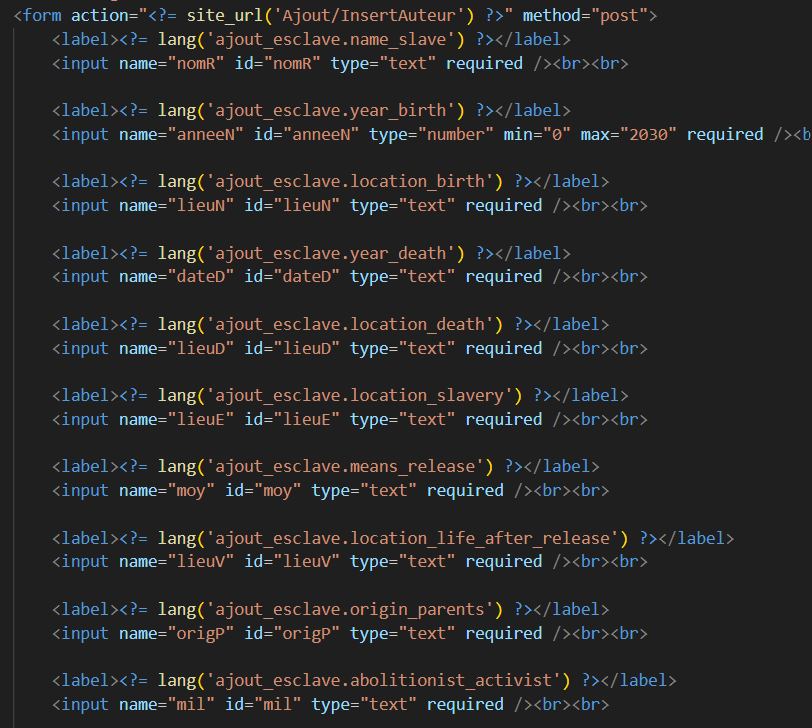 <form action="<?= site_url('Ajout/InsertAuteur') ?>" method="post">
<label><?= lang('ajout_esclave.name_slave') ?></label>
<input name="nomR" id="nomR" type="text" required /><br><br>
<label><?= lang('ajout_esclave.year_birth') ?></label>
<input name="anneeN" id="anneeN" type="number" min="0" max="2030" required /><b
<label><?= lang('ajout_esclave.location_birth') ?></label>
<input name="lieuN" id="lieuN" type="text" required /><br><br>
<label><?= lang('ajout_esclave.year_death') ?></label>
<input name="dateD" id="dateD" type="text" required /><br><br>
<label><?= lang('ajout_esclave.location_death') ?></label>
<input name="lieuD" id="lieuD" type="text" required /><br><br>
<label><?= lang('ajout_esclave.location_slavery') ?></label>
<input name="lieuE" id="lieuE" type="text" required /><br><br>
<label><?= lang('ajout_esclave.means_release') ?></label>
<input name="moy" id="moy" type="text" required /><br><br>
<label><?= lang('ajout_esclave.location_life_after_release') ?></label>
<input name="lieuV" id="lieuV" type="text" required /><br><br>
<label><?= lang('ajout_esclave.origin_parents') ?></label>
<input name="origP" id="origP" type="text" required /><br><br>
<label><?= lang('ajout_esclave.abolitionist_activist') ?></label>
<input name="mil" id="mil" type="text" required /><br><br>